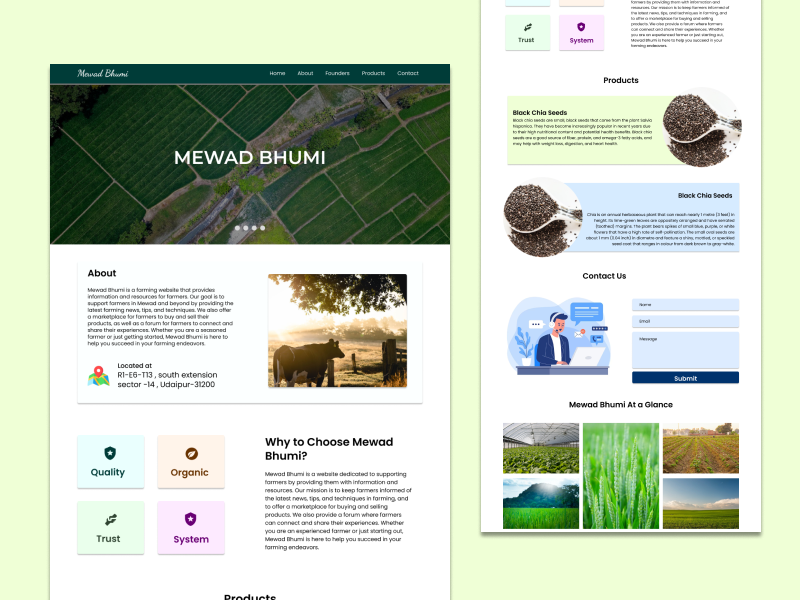 Mewad Bhumi
Home About Founders Products Contact
MEWAD BHUMI
About
Mewad Bhumi is a farming website that provides
information and resources for farmers. Our goal is to
support farmers in Mewad and beyond by providing the
latest farming news, tips, and techniques. We also offer
a marketplace for farmers to buy and sell their
products, as well as a forum for farmers to connect and
share their experiences. Whether you are a seasoned
farmer or just getting started, Mewad Bhumi is here to
help you succeed in your farming endeavors.
Located at
R1-E6-T13 , south extension
sector -14 , Udaipur-31200
Quality
Organic
Trust
System
Why to Choose Mewad
Bhumi?
Mewad Bhumi is a website dedicated to supporting
farmers by providing them with information and
resources. Our mission is to keep farmers informed of
the latest news, tips, and techniques in farming, and
to offer a marketplace for buying and selling
products. We also provide a forum where farmers
can connect and share their experiences. Whether
you are an experienced farmer or just starting out,
Mewad Bhumi is here to help you succeed in your
farming endeavors.
Products
Trust
System
farmers by providing them with information and
resources. Our mission is to keep farmers informed of
the latest news, tips, and techniques in farming, and
to offer a marketplace for buying and selling
products. We also provide a forum where farmers
can connect and share their experiences. Whether
you are an experienced farmer or just starting out,
Mewad Bhumi is here to help you succeed in your
farming endeavors.
Products
Black Chia Seeds
Black chia seeds are small, black seeds that come from the plant Salvia
hispanica. They have become increasingly popular in recent years due
to their high nutritional content and potential health benefits. Black chia
seeds are a good source of fiber, protein, and omega-3 fatty acids, and
may help with weight loss, digestion, and heart health.
Black Chia Seeds
Chia is an annual herbaceous plant that can reach nearly 1 metre (3 feet) in
height. Its lime-green leaves are oppositely arranged and have serrated
(toothed) margins. The plant bears spikes of small blue, purple, or white
flowers that have a high rate of self-pollination. The small oval seeds are
about 1 mm (0.04 inch) in diameter and feature a shiny, mottled, or speckled
seed coat that ranges in colour from dark brown to gray-white.
Contact Us
Name
Email
Message
Submit
Mewad Bhumi At a Glance